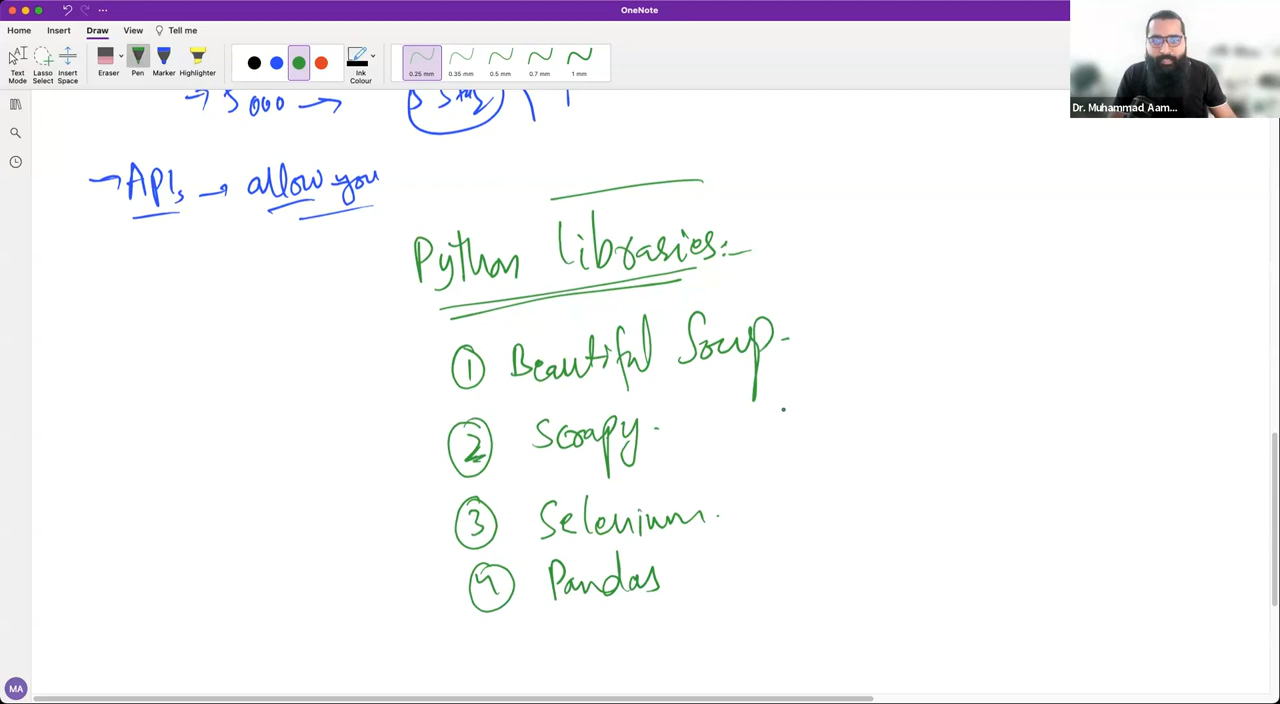 OneNote
Home Insert Draw View Tell me
Text Mode
Lasso Select
Insert Space
Eraser
Pen
Marker
Highlighter
Ink Colour
0.25 mm
0.35 mm
0.5 mm
0.7 mm
1 mm
Dr. Muhammad Aam...
→ 5000 →
→ APIs → allow you
Python Libraries:-
① Beautiful Soup.
② Scrapy.
③ Selenium.
④ Pandas
MA